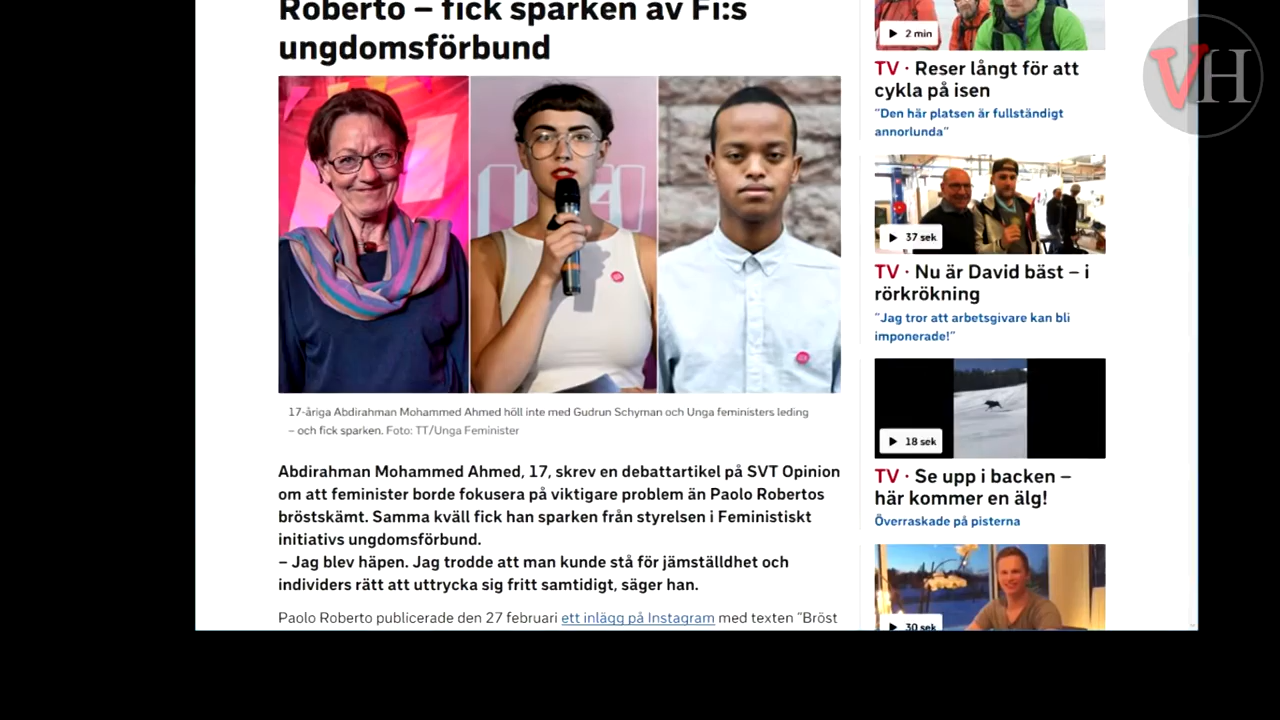 Roberto – fick sparken av Fi:s
ungdomsförbund
17-åriga Abdirahman Mohammed Ahmed höll inte med Gudrun Schyman och Unga feministers leding
– och fick sparken. Foto: TT/Unga Feminister
Abdirahman Mohammed Ahmed, 17, skrev en debattartikel på SVT Opinion
om att feminister borde fokusera på viktigare problem än Paolo Robertos
bröstskämt. Samma kväll fick han sparken från styrelsen i Feministiskt
initiativs ungdomsförbund.
– Jag blev häpen. Jag trodde att man kunde stå för jämställdhet och
individers rätt att uttrycka sig fritt samtidigt, säger han.
Paolo Roberto publicerade den 27 februari ett inlägg på Instagram med texten ”Bröst
2 min
TV · Reser långt för att
cykla på isen
”Den här platsen är fullständigt
annorlunda”
37 sek
TV · Nu är David bäst – i
rörkrökning
”Jag tror att arbetsgivare kan bli
imponerade!”
18 sek
TV · Se upp i backen –
här kommer en älg!
Överraskade på pisterna
30 sek
VH